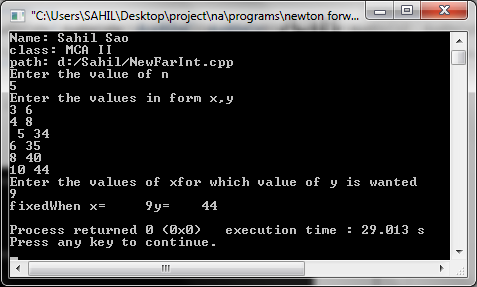 "C:\Users\SAHIL\Desktop\project\na\programs\newton forw...
Name: Sahil Sao
class: MCA II
path: d:/Sahil/NewFarInt.cpp
Enter the value of n
5
Enter the values in form x,y
3 6
4 8
 5 34
6 35
8 40
10 44
Enter the values of xfor which value of y is wanted
9
fixedWhen x=     9y=    44
Process returned 0 (0x0)   execution time : 29.013 s
Press any key to continue.